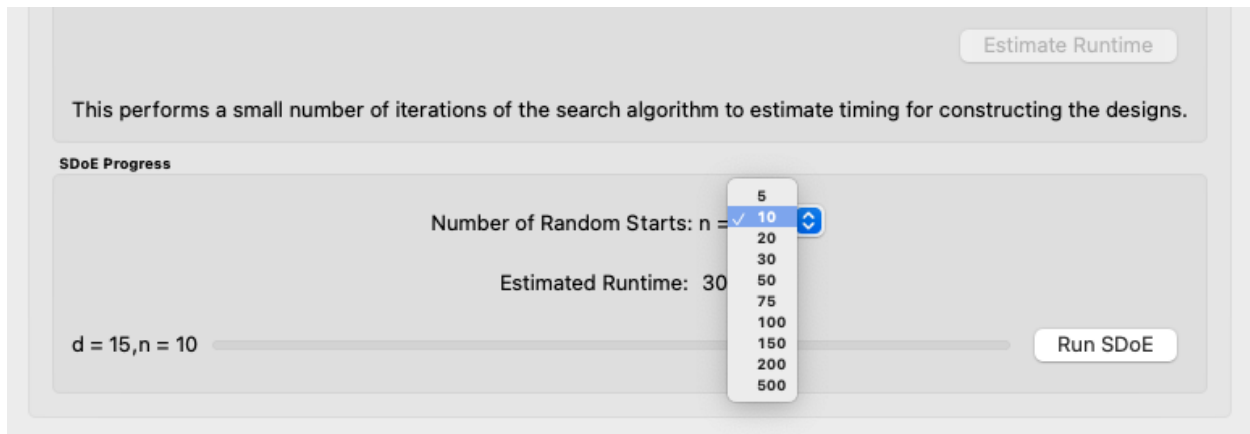 Estimate Runtime
This performs a small number of iterations of the search algorithm to estimate timing for constructing the designs.
SDoE Progress
Number of Random Starts: n =
5
✓ 10
20
30
50
75
100
150
200
500
Estimated Runtime: 30
d = 15,n = 10
Run SDoE